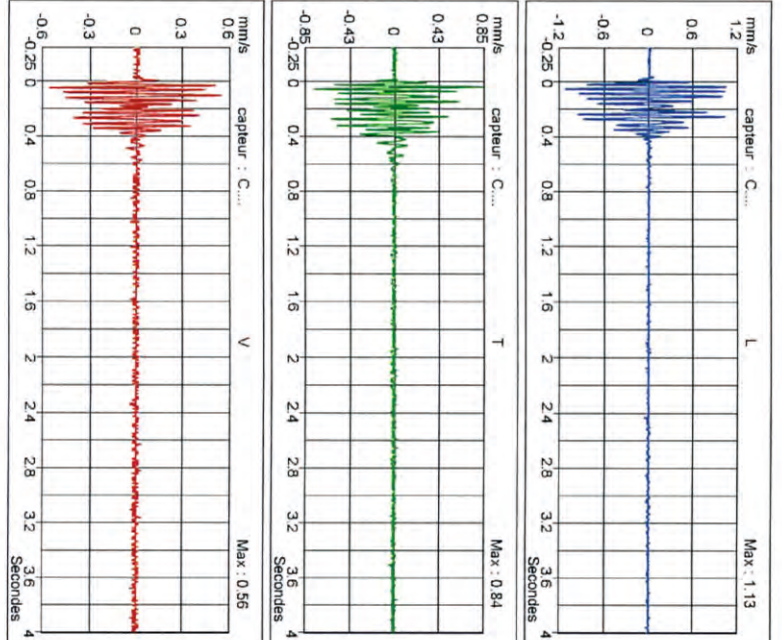 mm/s capteur : C.... L Max : 1.13
1.2
0.6
0
-0.6
-1.2
-0.25 0 0.4 0.8 1.2 1.6 2 2.4 2.8 3.2 3.6 4
Secondes
mm/s capteur : C.... T Max : 0.84
0.85
0.43
0
-0.43
-0.85
-0.25 0 0.4 0.8 1.2 1.6 2 2.4 2.8 3.2 3.6 4
Secondes
mm/s capteur : C.... V Max : 0.56
0.6
0.3
0
-0.3
-0.6
-0.25 0 0.4 0.8 1.2 1.6 2 2.4 2.8 3.2 3.6 4
Secondes